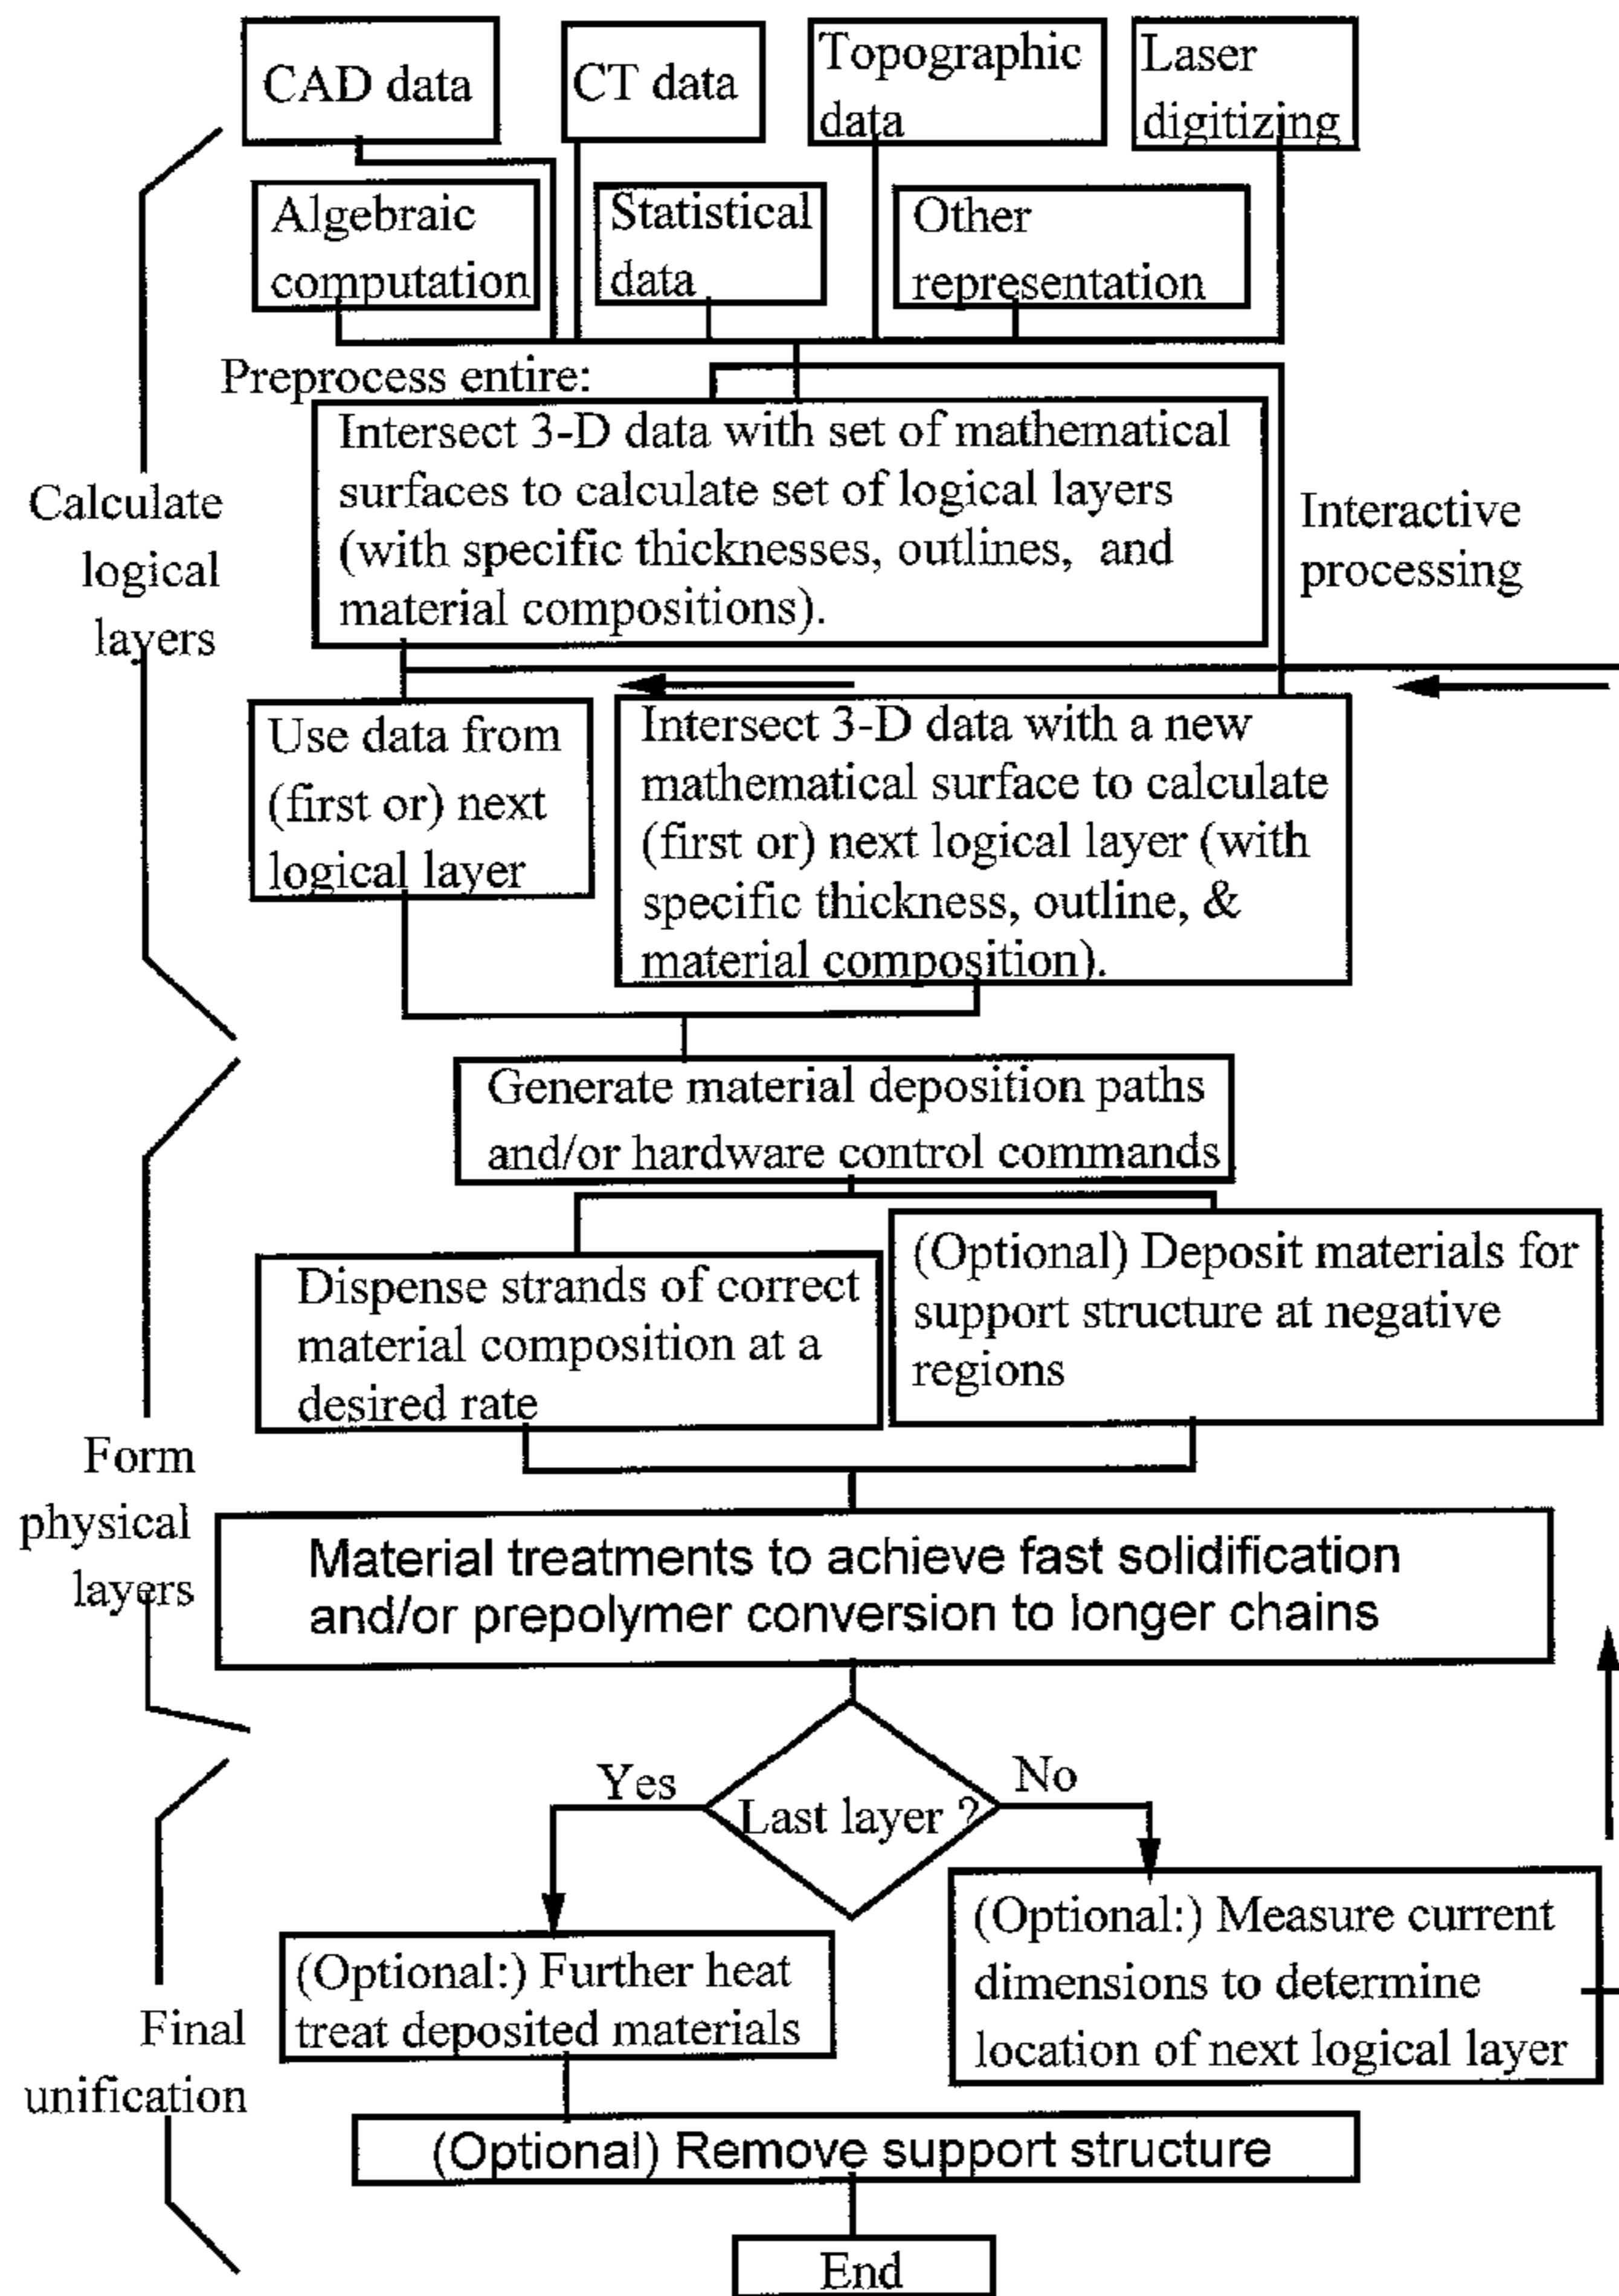 CAD data
CT data
Topographic
data
Laser
digitizing
Algebraic
computation
Statistical
data
Other
representation
Preprocess entire:
Intersect 3-D data with set of mathematical
surfaces to calculate set of logical layers
(with specific thicknesses, outlines, and
material compositions).
Calculate
logical
layers
Interactive
processing
Use data from
(first or) next
logical layer
Intersect 3-D data with a new
mathematical surface to calculate
(first or) next logical layer (with
specific thickness, outline, &
material composition).
Generate material deposition paths
and/or hardware control commands
Dispense strands of correct
material composition at a
desired rate
(Optional) Deposit materials for
support structure at negative
regions
Form
physical
layers
Material treatments to achieve fast solidification
and/or prepolymer conversion to longer chains
Yes
No
Last layer ?
(Optional:) Further heat
treat deposited materials
(Optional:) Measure current
dimensions to determine
location of next logical layer
Final
unification
(Optional) Remove support structure
End